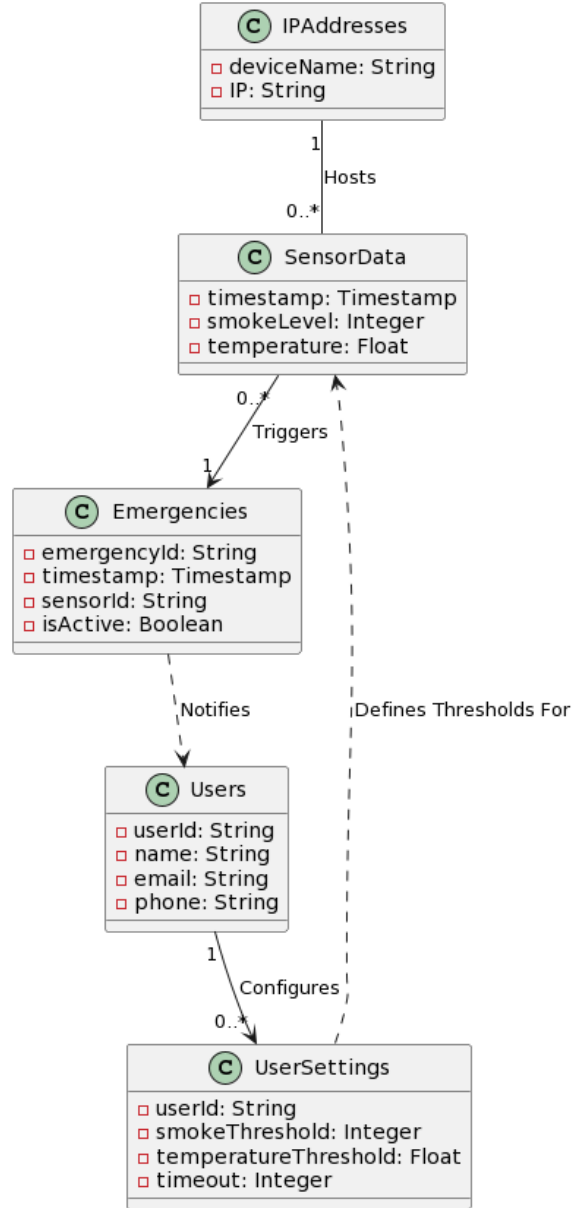 C IPAddresses
deviceName: String
IP: String
1
Hosts
0..*
C SensorData
timestamp: Timestamp
smokeLevel: Integer
temperature: Float
0..*
Triggers
1
C Emergencies
emergencyId: String
timestamp: Timestamp
sensorId: String
isActive: Boolean
Notifies
Defines Thresholds For
C Users
userId: String
name: String
email: String
phone: String
1
Configures
0..*
C UserSettings
userId: String
smokeThreshold: Integer
temperatureThreshold: Float
timeout: Integer